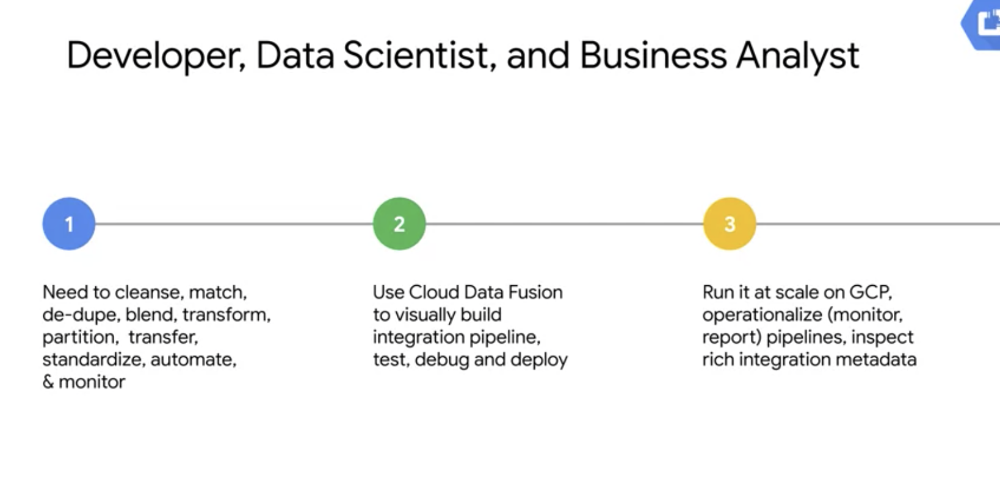 Developer, Data Scientist, and Business Analyst
1
Need to cleanse, match,
de-dupe, blend, transform,
partition, transfer,
standardize, automate,
& monitor
2
Use Cloud Data Fusion
to visually build
integration pipeline,
test, debug and deploy
3
Run it at scale on GCP,
operationalize (monitor,
report) pipelines, inspect
rich integration metadata